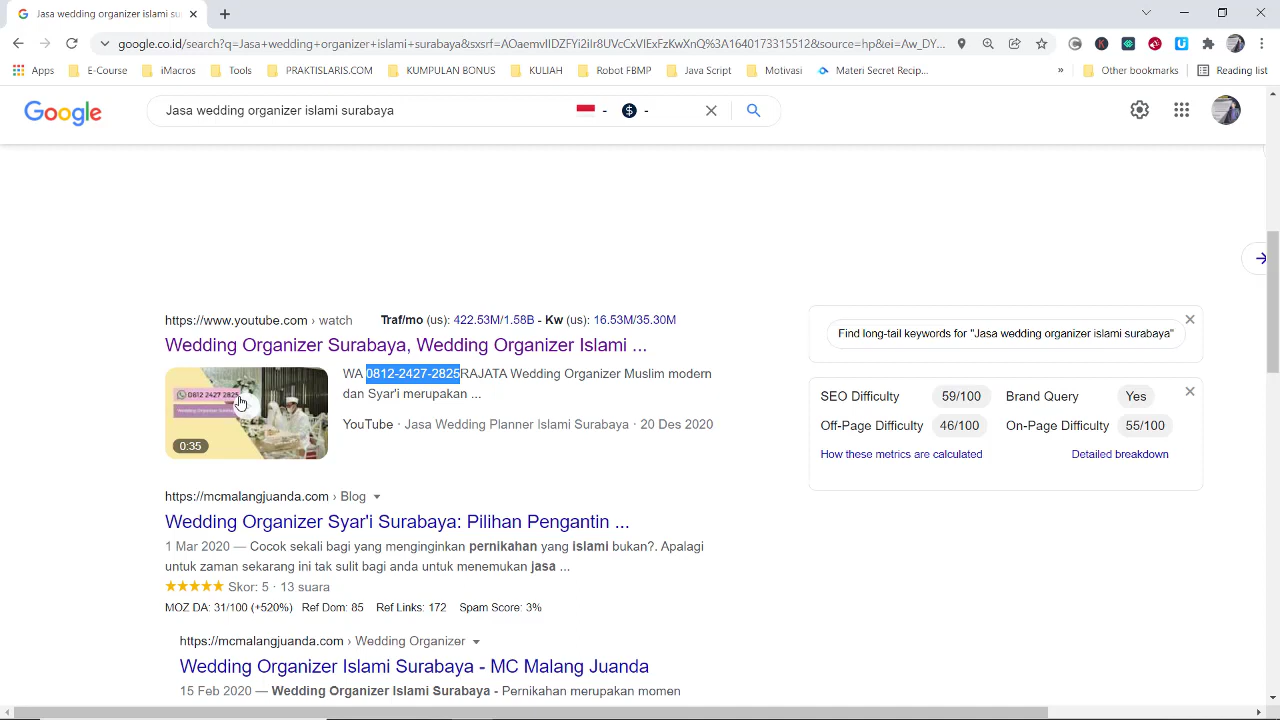 Jasa wedding organizer islami su
google.co.id/search?q=Jasa+wedding+organizer+islami+surabaya&sxsrf=AOaemvIIDZFYi2iIr8UVcCxVIExFzKwXnQ%3A1640173315512&source=hp&ei=Aw_DY...
Apps E-Course iMacros Tools PRAKTISLARIS.COM KUMPULAN BONUS KULIAH Robot FBMP Java Script Motivasi Materi Secret Recip... » Other bookmarks Reading list
Google Jasa wedding organizer islami surabaya - $ -
https://www.youtube.com › watch Traf/mo (us): 422.53M/1.58B - Kw (us): 16.53M/35.30M
Wedding Organizer Surabaya, Wedding Organizer Islami ...
0812 2427 2825
Wedding Organizer
0:35
WA 0812-2427-2825RAJATA Wedding Organizer Muslim modern
dan Syar'i merupakan ...
YouTube · Jasa Wedding Planner Islami Surabaya · 20 Des 2020
https://mcmalangjuanda.com › Blog
Wedding Organizer Syar'i Surabaya: Pilihan Pengantin ...
1 Mar 2020 — Cocok sekali bagi yang menginginkan pernikahan yang islami bukan?. Apalagi
untuk zaman sekarang ini tak sulit bagi anda untuk menemukan jasa ...
Skor: 5 · 13 suara
MOZ DA: 31/100 (+520%) Ref Dom: 85 Ref Links: 172 Spam Score: 3%
https://mcmalangjuanda.com › Wedding Organizer
Wedding Organizer Islami Surabaya - MC Malang Juanda
15 Feb 2020 — Wedding Organizer Islami Surabaya - Pernikahan merupakan momen
Find long-tail keywords for "Jasa wedding organizer islami surabaya"
SEO Difficulty 59/100 Brand Query Yes
Off-Page Difficulty 46/100 On-Page Difficulty 55/100
How these metrics are calculated Detailed breakdown